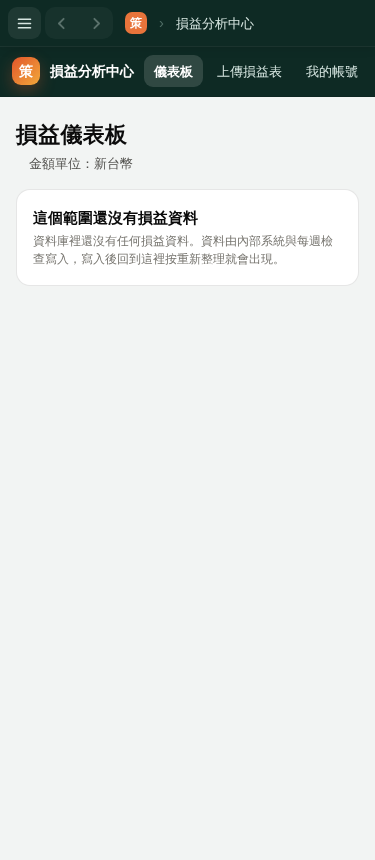 策 › 損益分析中心
策 損益分析中心 儀表板 上傳損益表 我的帳號
損益儀表板
金額單位：新台幣
這個範圍還沒有損益資料
資料庫裡還沒有任何損益資料。資料由內部系統與每週檢
查寫入，寫入後回到這裡按重新整理就會出現。